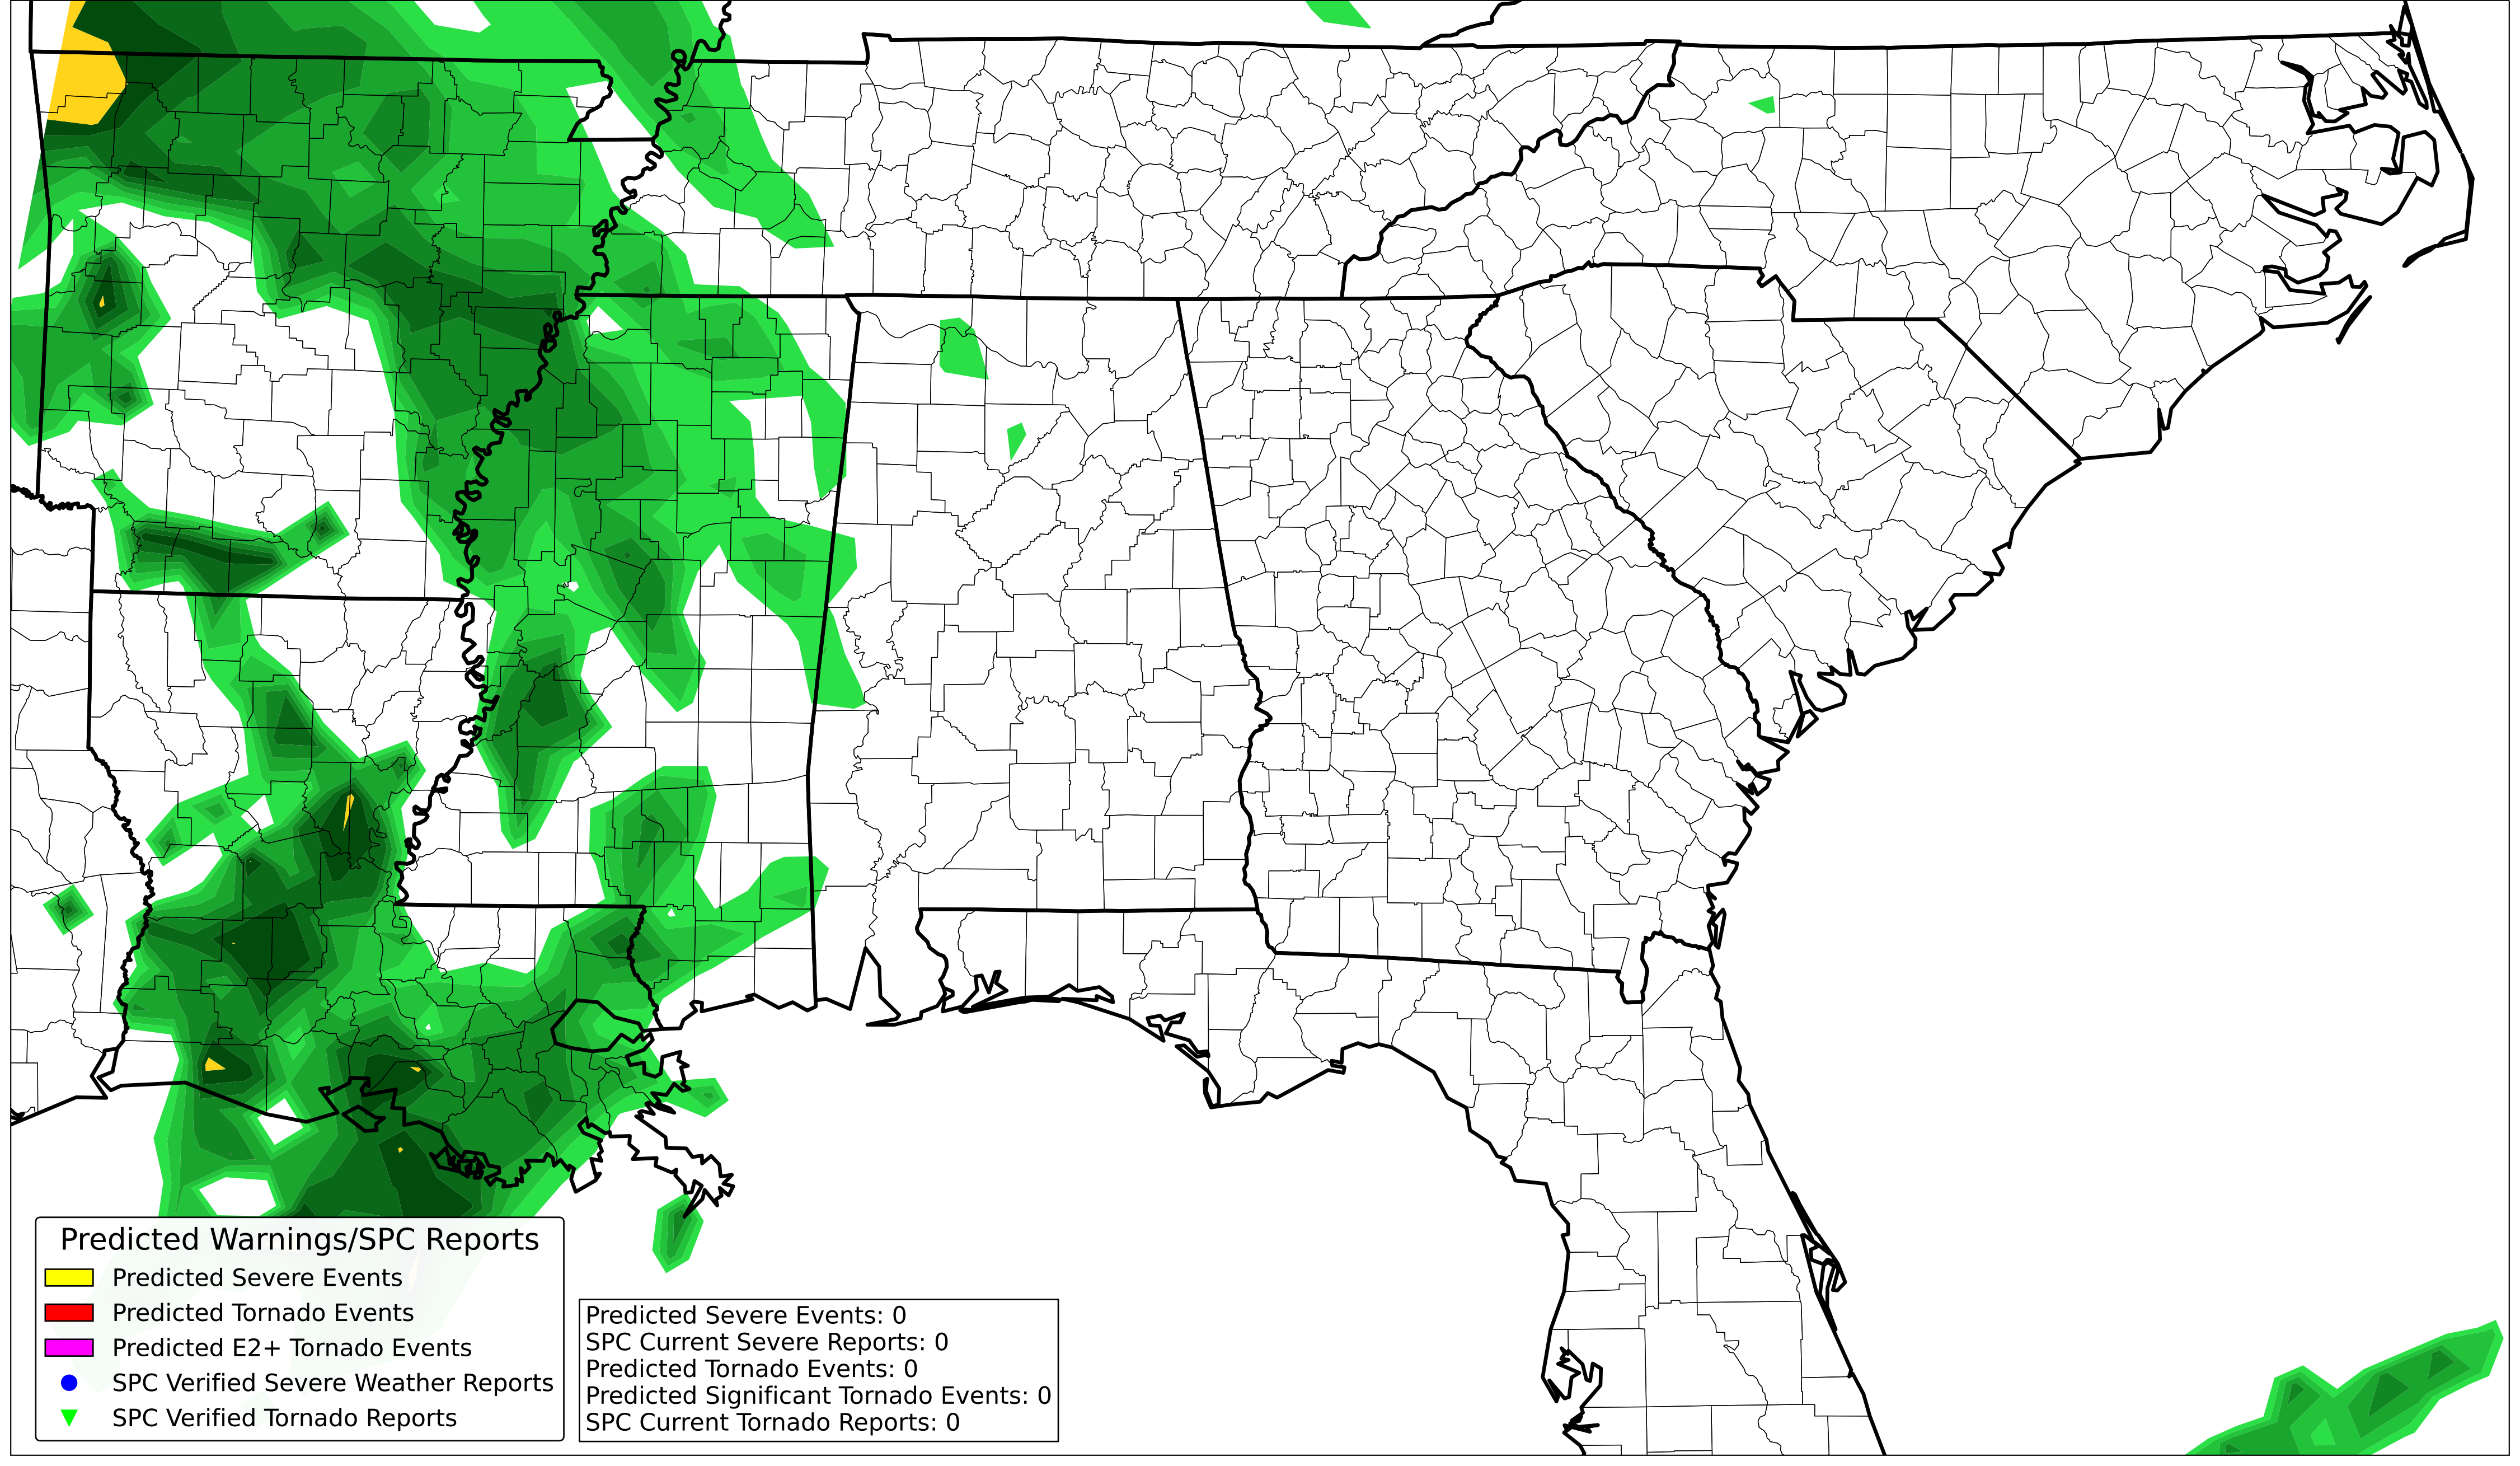 Predicted Warnings/SPC Reports
Predicted Severe Events
Predicted Tornado Events
Predicted E2+ Tornado Events
SPC Verified Severe Weather Reports
SPC Verified Tornado Reports
Predicted Severe Events: 0
SPC Current Severe Reports: 0
Predicted Tornado Events: 0
Predicted Significant Tornado Events: 0
SPC Current Tornado Reports: 0